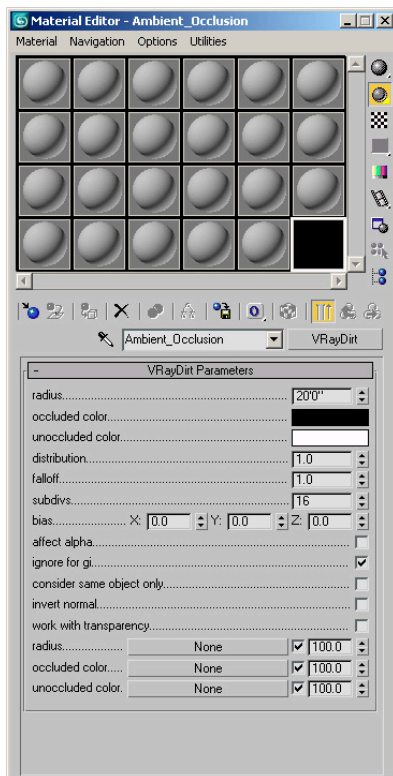 Material Editor - Ambient_Occlusion
Material Navigation Options Utilities
Ambient_Occlusion VRayDirt
- VRayDirt Parameters
radius 20'0"
occluded color
unoccluded color
distribution 1.0
falloff 1.0
subdivs 16
bias X: 0.0 Y: 0.0 Z: 0.0
affect alpha
ignore for gi
consider same object only
invert normal
work with transparency
radius None 100.0
occluded color None 100.0
unoccluded color. None 100.0